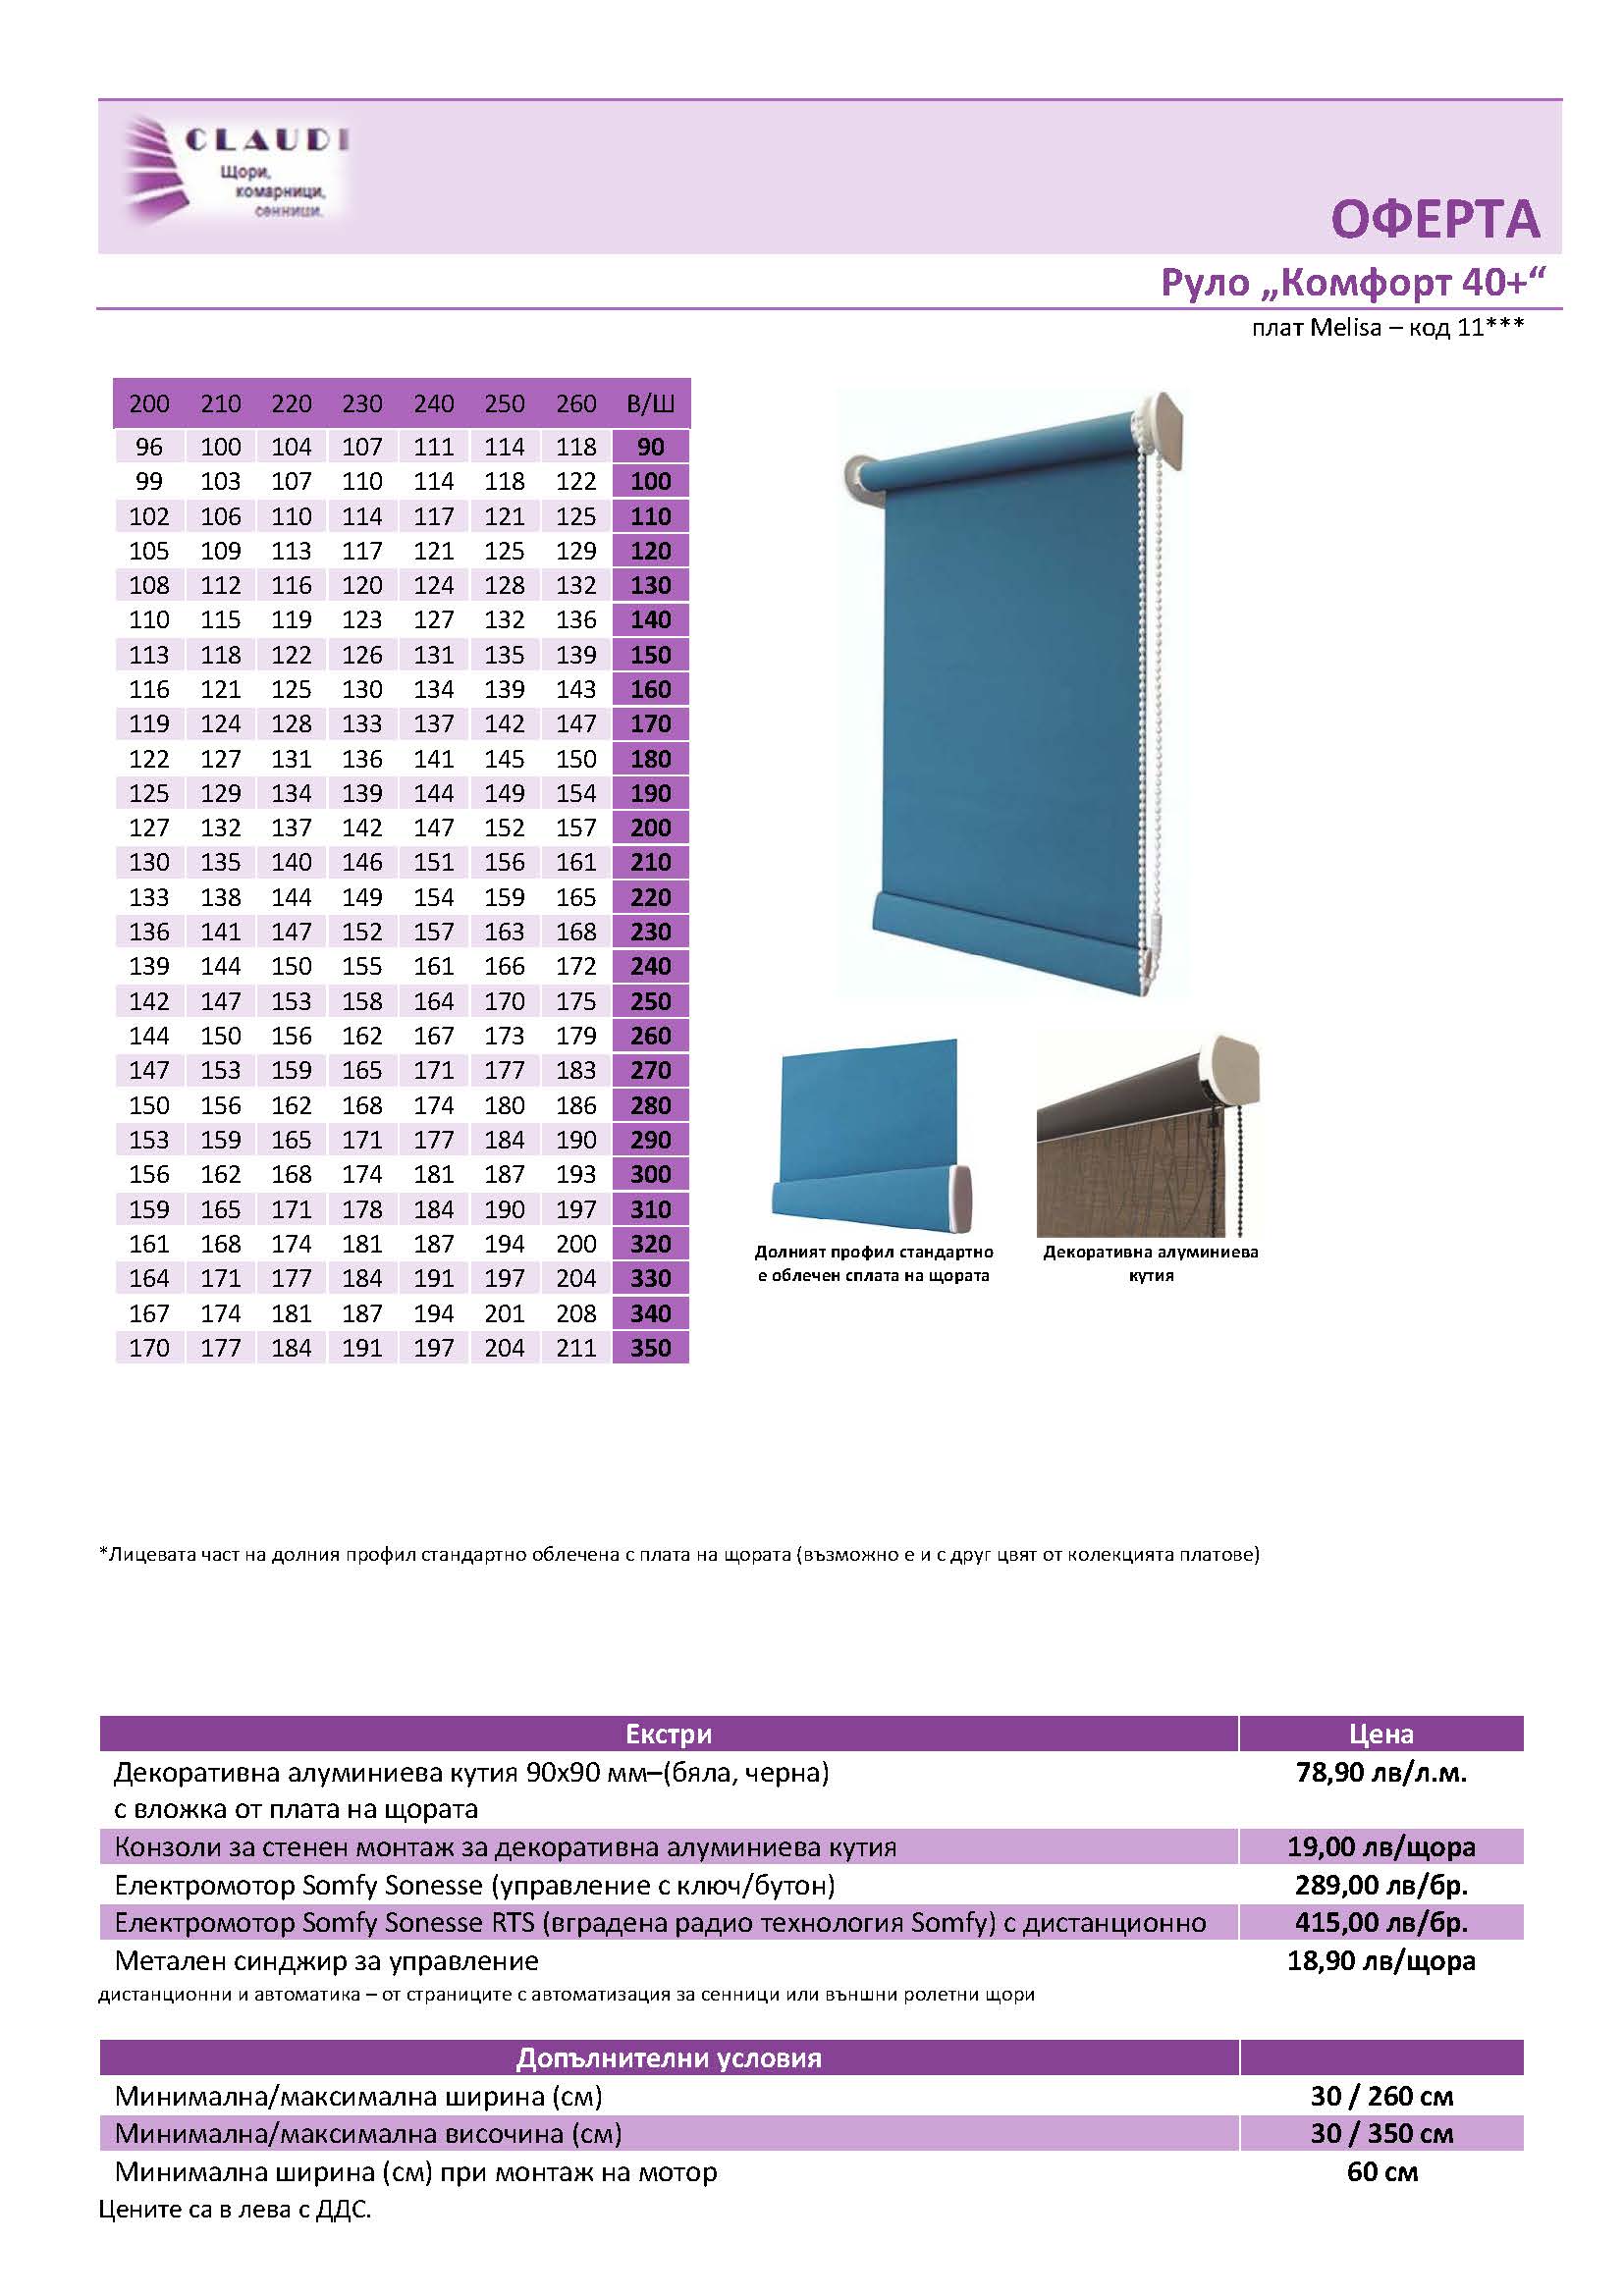 CLAUDI
Щори,
комарници,
сенници.
ОФЕРТА
Руло „Комфорт 40+“
плат Melisa – код 11***
200 210 220 230 240 250 260 В/Ш
96 100 104 107 111 114 118 90
99 103 107 110 114 118 122 100
102 106 110 114 117 121 125 110
105 109 113 117 121 125 129 120
108 112 116 120 124 128 132 130
110 115 119 123 127 132 136 140
113 118 122 126 131 135 139 150
116 121 125 130 134 139 143 160
119 124 128 133 137 142 147 170
122 127 131 136 141 145 150 180
125 129 134 139 144 149 154 190
127 132 137 142 147 152 157 200
130 135 140 146 151 156 161 210
133 138 144 149 154 159 165 220
136 141 147 152 157 163 168 230
139 144 150 155 161 166 172 240
142 147 153 158 164 170 175 250
144 150 156 162 167 173 179 260
147 153 159 165 171 177 183 270
150 156 162 168 174 180 186 280
153 159 165 171 177 184 190 290
156 162 168 174 181 187 193 300
159 165 171 178 184 190 197 310
161 168 174 181 187 194 200 320
164 171 177 184 191 197 204 330
167 174 181 187 194 201 208 340
170 177 184 191 197 204 211 350
Долният профил стандартно
е облечен сплата на щората
Декоративна алуминиева
кутия
*Лицевата част на долния профил стандартно облечена с плата на щората (възможно е и с друг цвят от колекцията платове)
Екстри Цена
Декоративна алуминиева кутия 90х90 мм–(бяла, черна) 78,90 лв/л.м.
с вложка от плата на щората
Конзоли за стенен монтаж за декоративна алуминиева кутия 19,00 лв/щора
Електромотор Somfy Sonesse (управление с ключ/бутон) 289,00 лв/бр.
Електромотор Somfy Sonesse RTS (вградена радио технология Somfy) с дистанционно 415,00 лв/бр.
Метален синджир за управление 18,90 лв/щора
дистанционни и автоматика – от страниците с автоматизация за сенници или външни ролетни щори
Допълнителни условия
Минимална/максимална ширина (см) 30 / 260 см
Минимална/максимална височина (см) 30 / 350 см
Минимална ширина (см) при монтаж на мотор 60 см
Цените са в лева с ДДС.